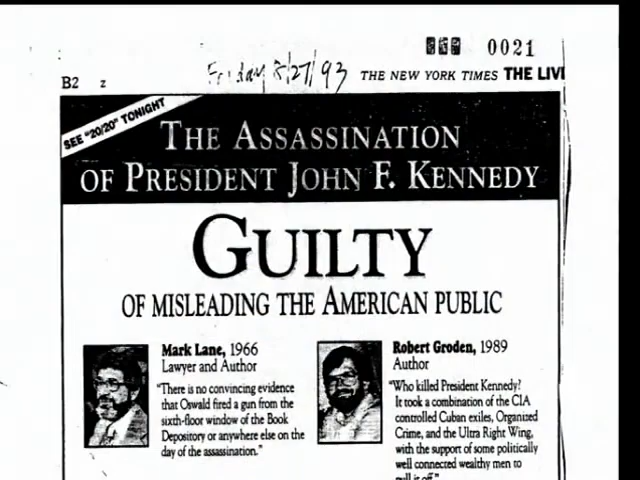 0021
Friday 8/27/93
B2 z THE NEW YORK TIMES THE LIVI
SEE "20/20" TONIGHT
THE ASSASSINATION
OF PRESIDENT JOHN F. KENNEDY
GUILTY
OF MISLEADING THE AMERICAN PUBLIC
Mark Lane, 1966
Lawyer and Author
"There is no convincing evidence
that Oswald fired a gun from the
sixth-floor window of the Book
Depository or anywhere else on the
day of the assassination."
Robert Groden, 1989
Author
"Who killed President Kennedy?
It took a combination of the CIA
controlled Cuban exiles, Organized
Crime, and the Ultra Right Wing,
with the support of some politically
well connected wealthy men to
pull it off."